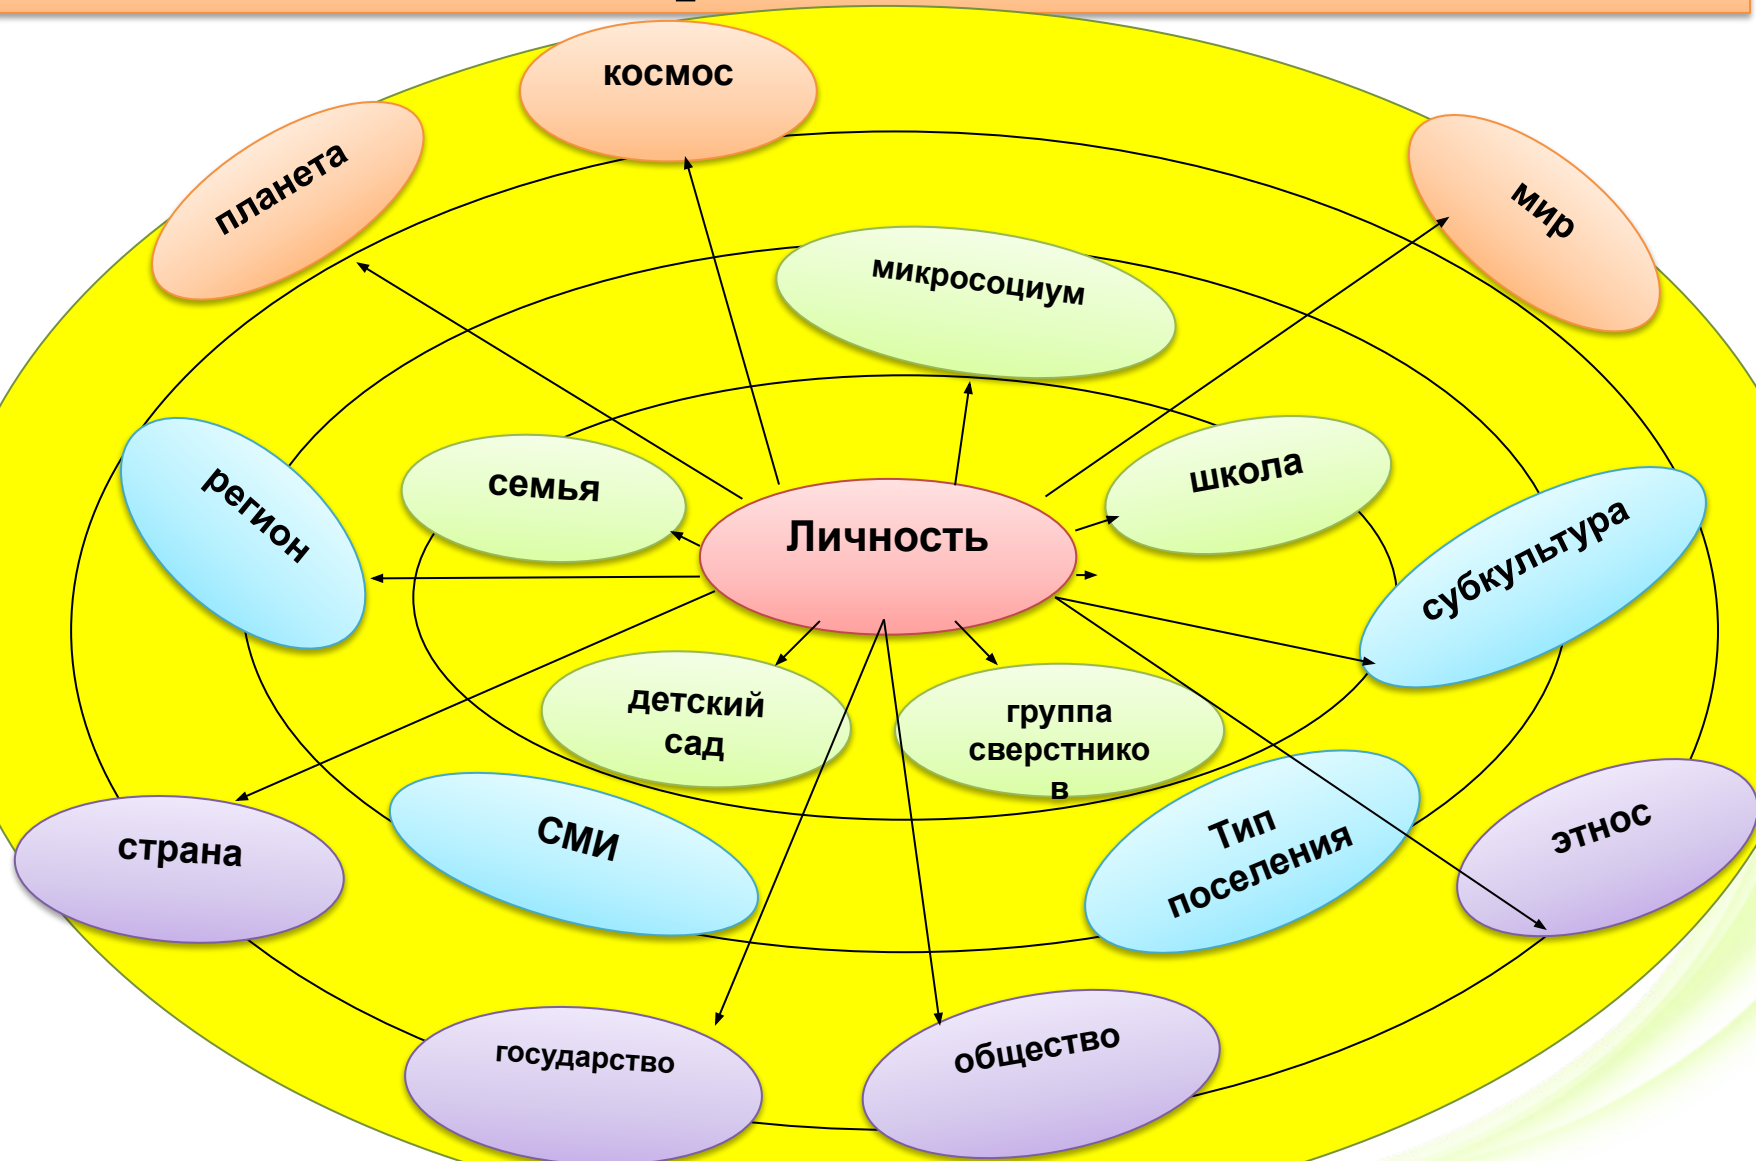 космос
планета
мир
микросоциум
семья
школа
регион
Личность
субкультура
детский
сад
группа
сверстнико
в
СМИ
Тип
поселения
страна
этнос
государство
общество